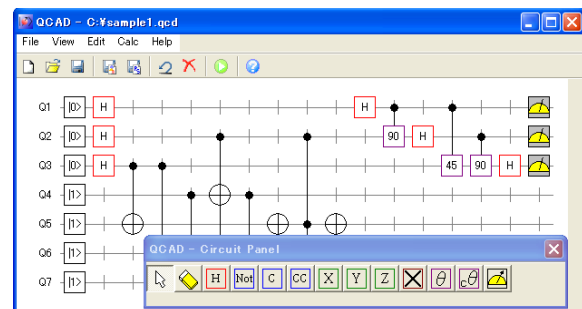 QCAD - C:¥sample1.qcd
File View Edit Calc Help
Q1 |0> H H
Q2 |0> H 90 H
Q3 |0> H 45 90 H
Q4 |1>
Q5 |1>
Q6 |1>
QCAD - Circuit Panel
Q7 |1>
H Not C CC X Y Z θ cθ